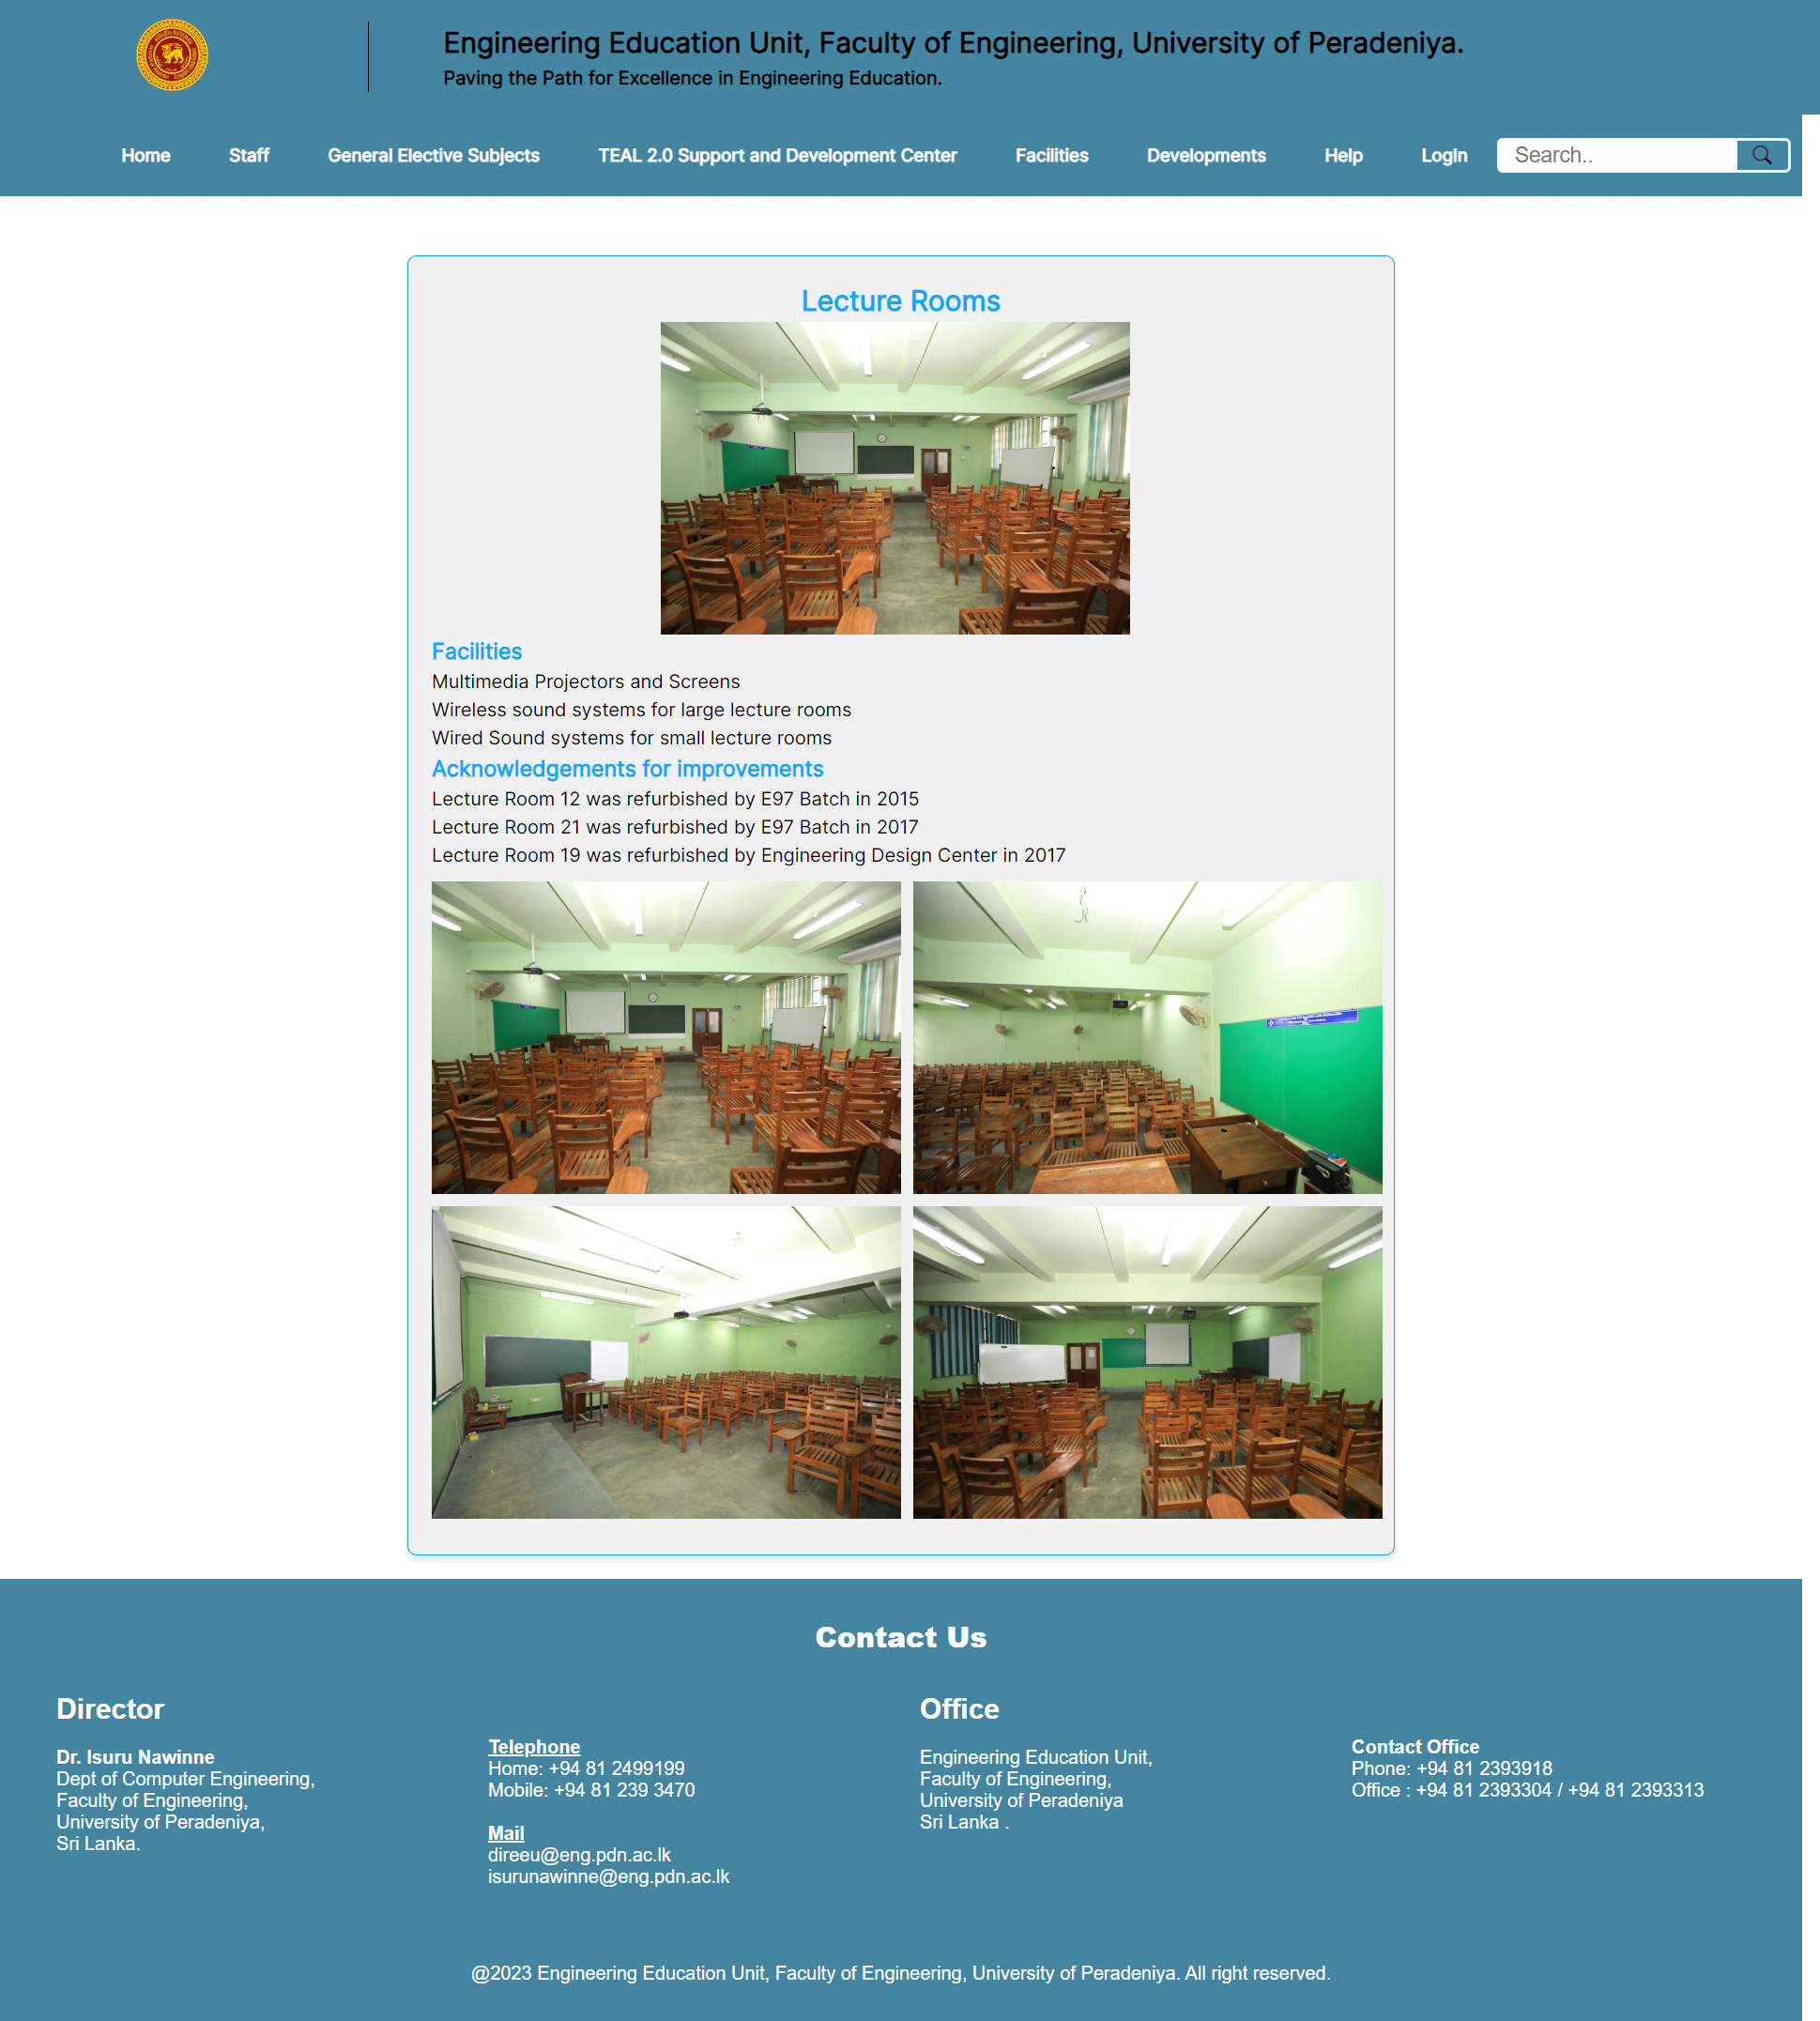 Engineering Education Unit, Faculty of Engineering, University of Peradeniya.
Paving the Path for Excellence in Engineering Education.
Home Staff General Elective Subjects TEAL 2.0 Support and Development Center Facilities Developments Help LogIn Search..
Lecture Rooms
Facilities
Multimedia Projectors and Screens
Wireless sound systems for large lecture rooms
Wired Sound systems for small lecture rooms
Acknowledgements for improvements
Lecture Room 12 was refurbished by E97 Batch in 2015
Lecture Room 21 was refurbished by E97 Batch in 2017
Lecture Room 19 was refurbished by Engineering Design Center in 2017
Contact Us
Director
Dr. Isuru Nawinne
Dept of Computer Engineering,
Faculty of Engineering,
University of Peradeniya,
Sri Lanka.
Telephone
Home: +94 81 2499199
Mobile: +94 81 239 3470
Mail
direeu@eng.pdn.ac.lk
isurunawinne@eng.pdn.ac.lk
Office
Engineering Education Unit,
Faculty of Engineering,
University of Peradeniya
Sri Lanka .
Contact Office
Phone: +94 81 2393918
Office : +94 81 2393304 / +94 81 2393313
@2023 Engineering Education Unit, Faculty of Engineering, University of Peradeniya. All right reserved.